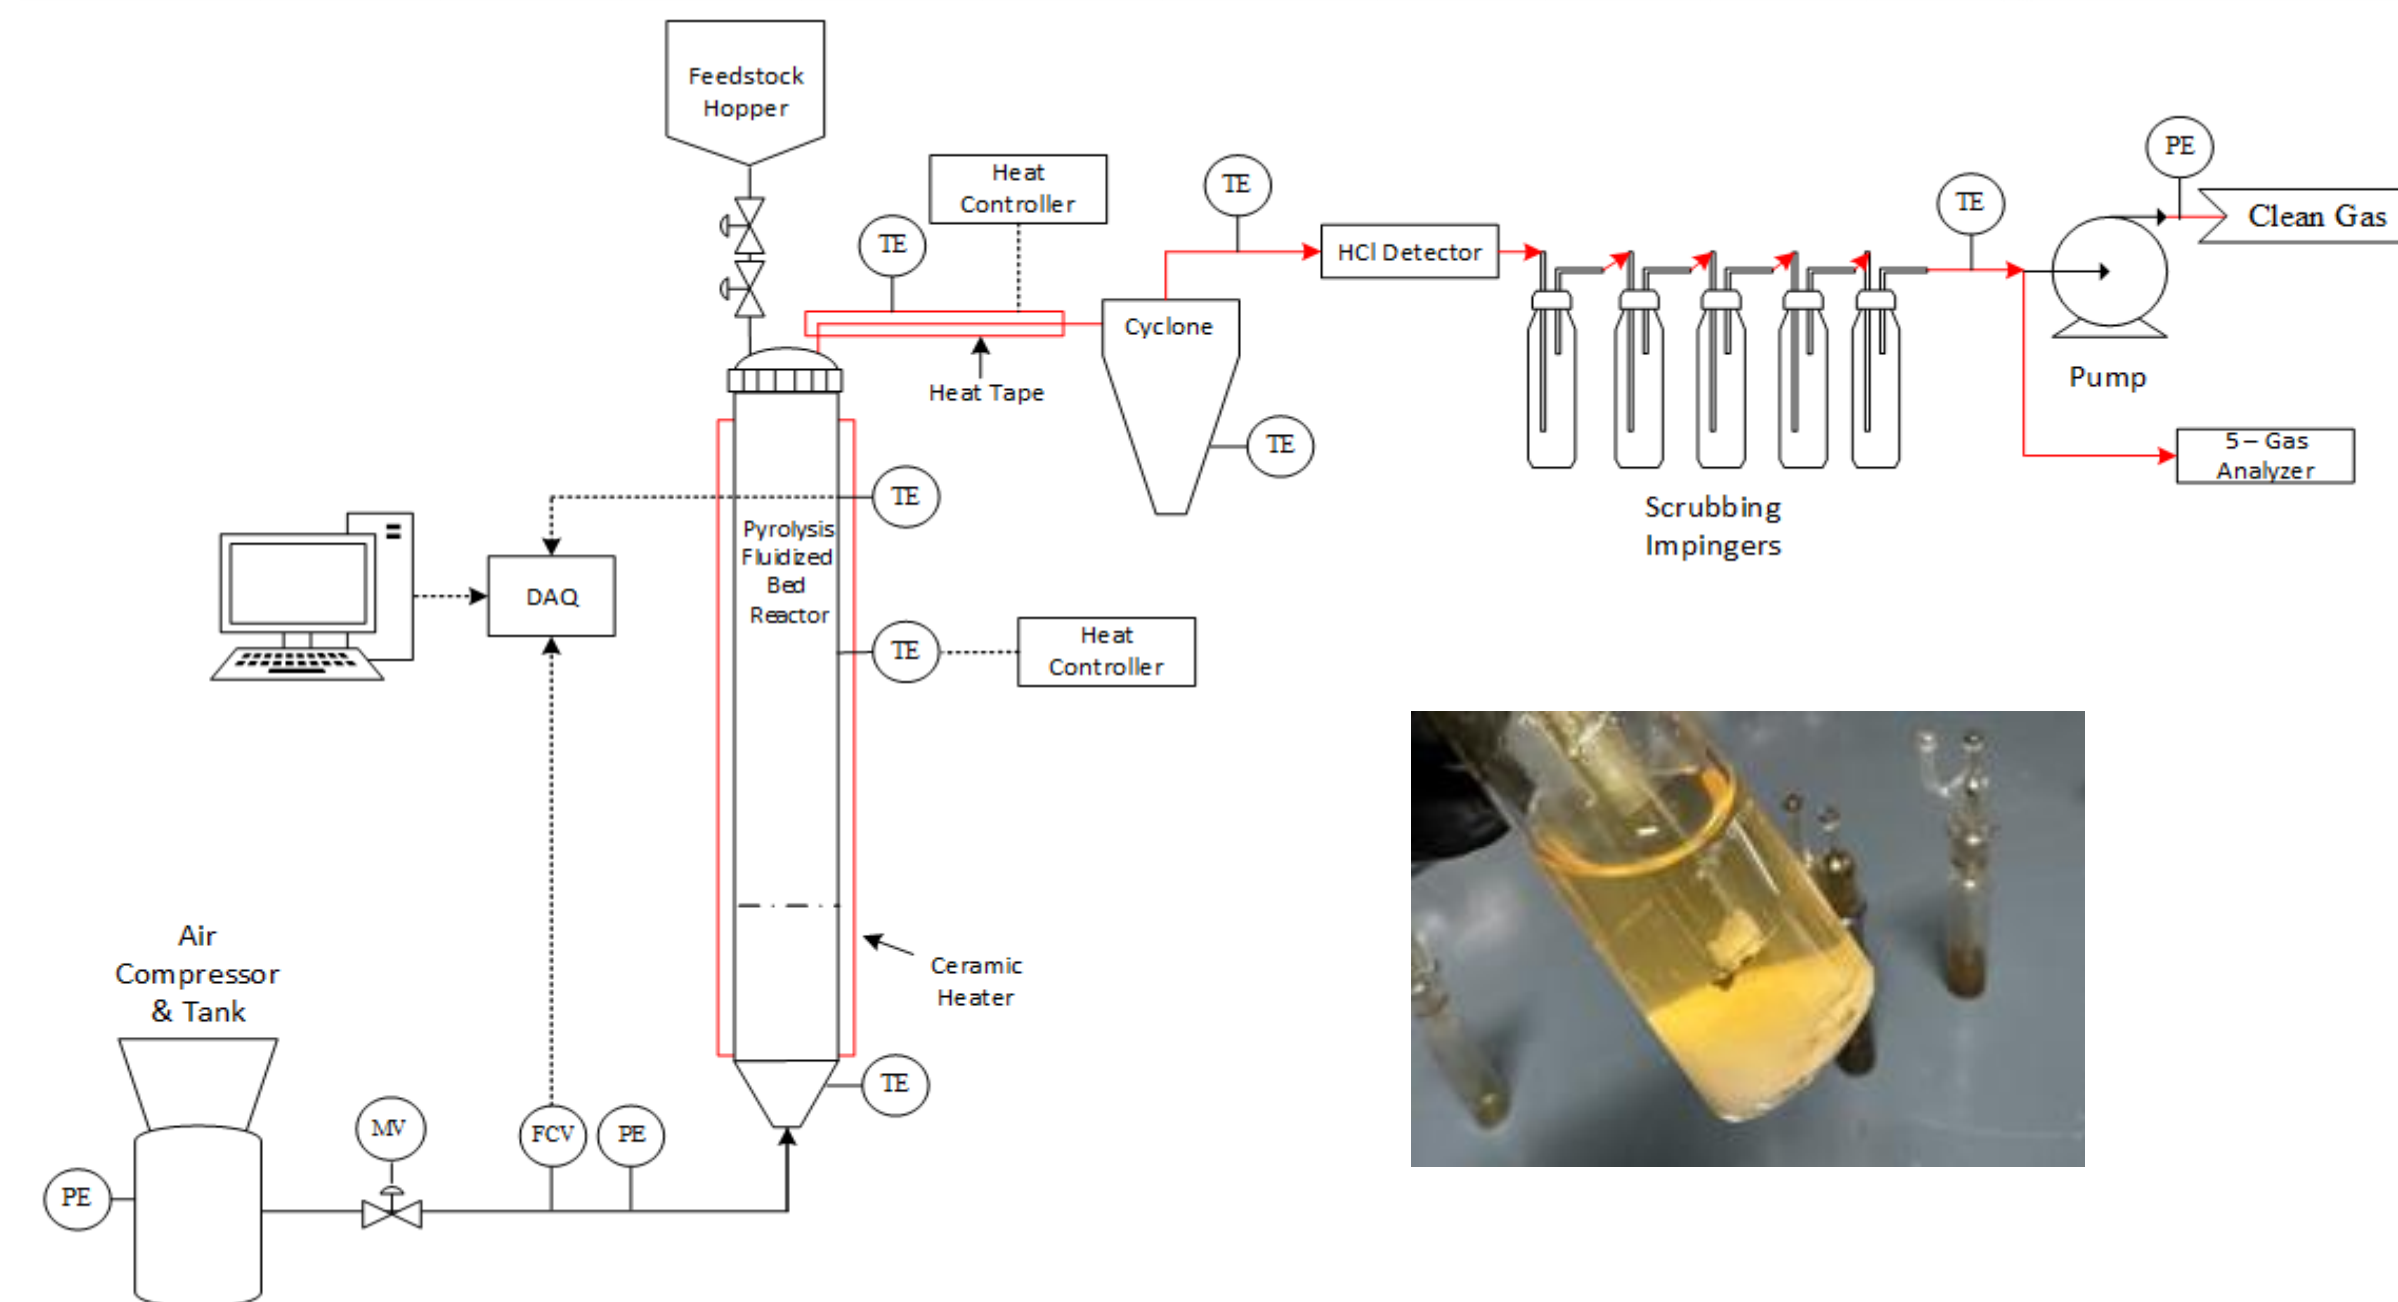 Feedstock
Hopper
Heat
Controller
TE
TE
HCl Detector
TE
PE
Clean Gas
Cyclone
Heat Tape
TE
Pump
5 – Gas
Analyzer
Scrubbing
Impingers
TE
Pyrolysis
Fluidized
Bed
Reactor
DAQ
TE
Heat
Controller
Air
Compressor
& Tank
Ceramic
Heater
TE
MV
FCV
PE
PE